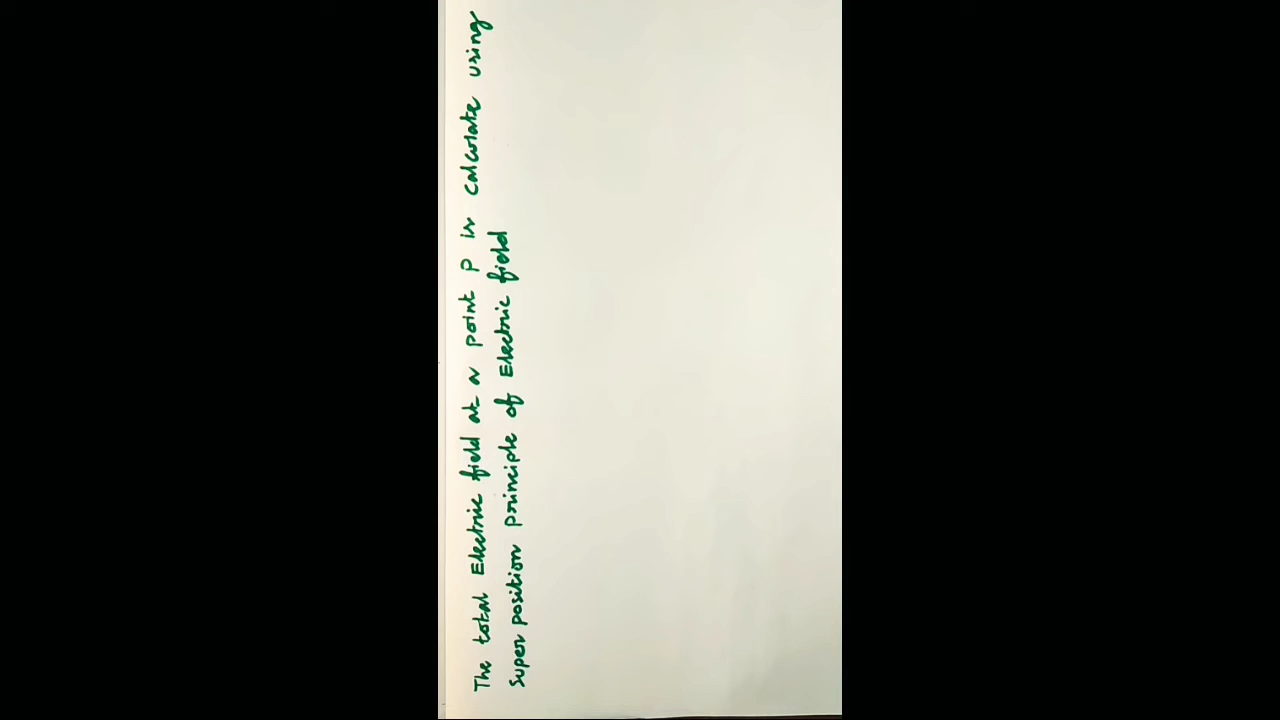 The total Electric field at a point P is calculate using
Super position principle of Electric field